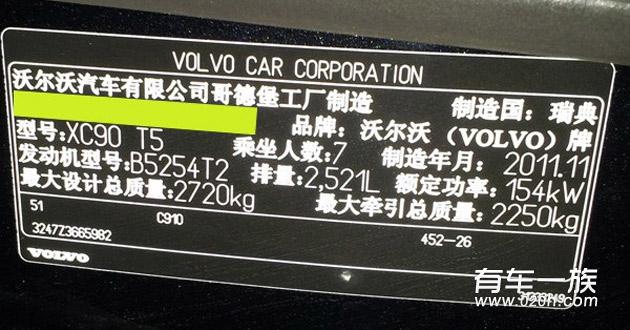 VOLVO CAR CORPORATION
沃尔沃汽车有限公司哥德堡工厂制造 制造国：瑞典
品牌：沃尔沃（VOLVO）牌
型号:XC90 T5 乘坐人数:7 制造年月：2011.11
发动机型号:B5254T2 排量:2,521L 额定功率:154kW
最大设计总质量:2720kg 最大牵引总质量:2250kg
51 C910
3247Z3665982 452-26
VOLVO
有车一族
www.020h.com